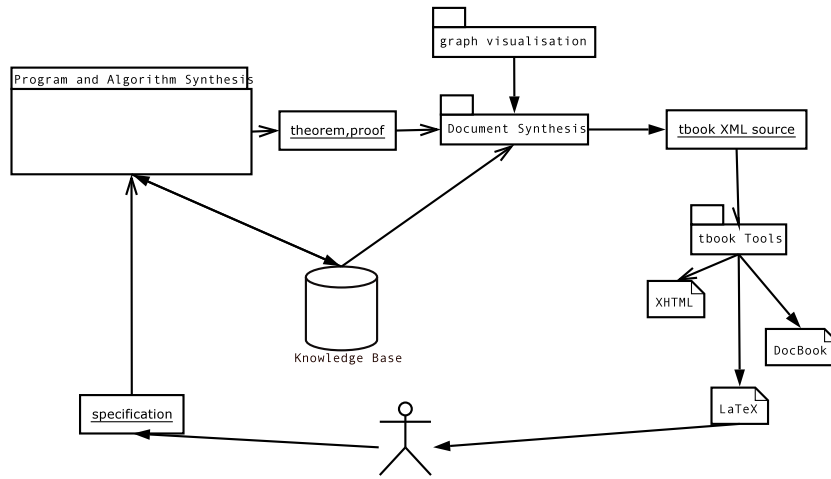 graph visualisation
Program and Algorithm Synthesis
theorem,proof
Document Synthesis
tbook XML source
tbook Tools
XHTML
DocBook
Knowledge Base
LaTeX
specification